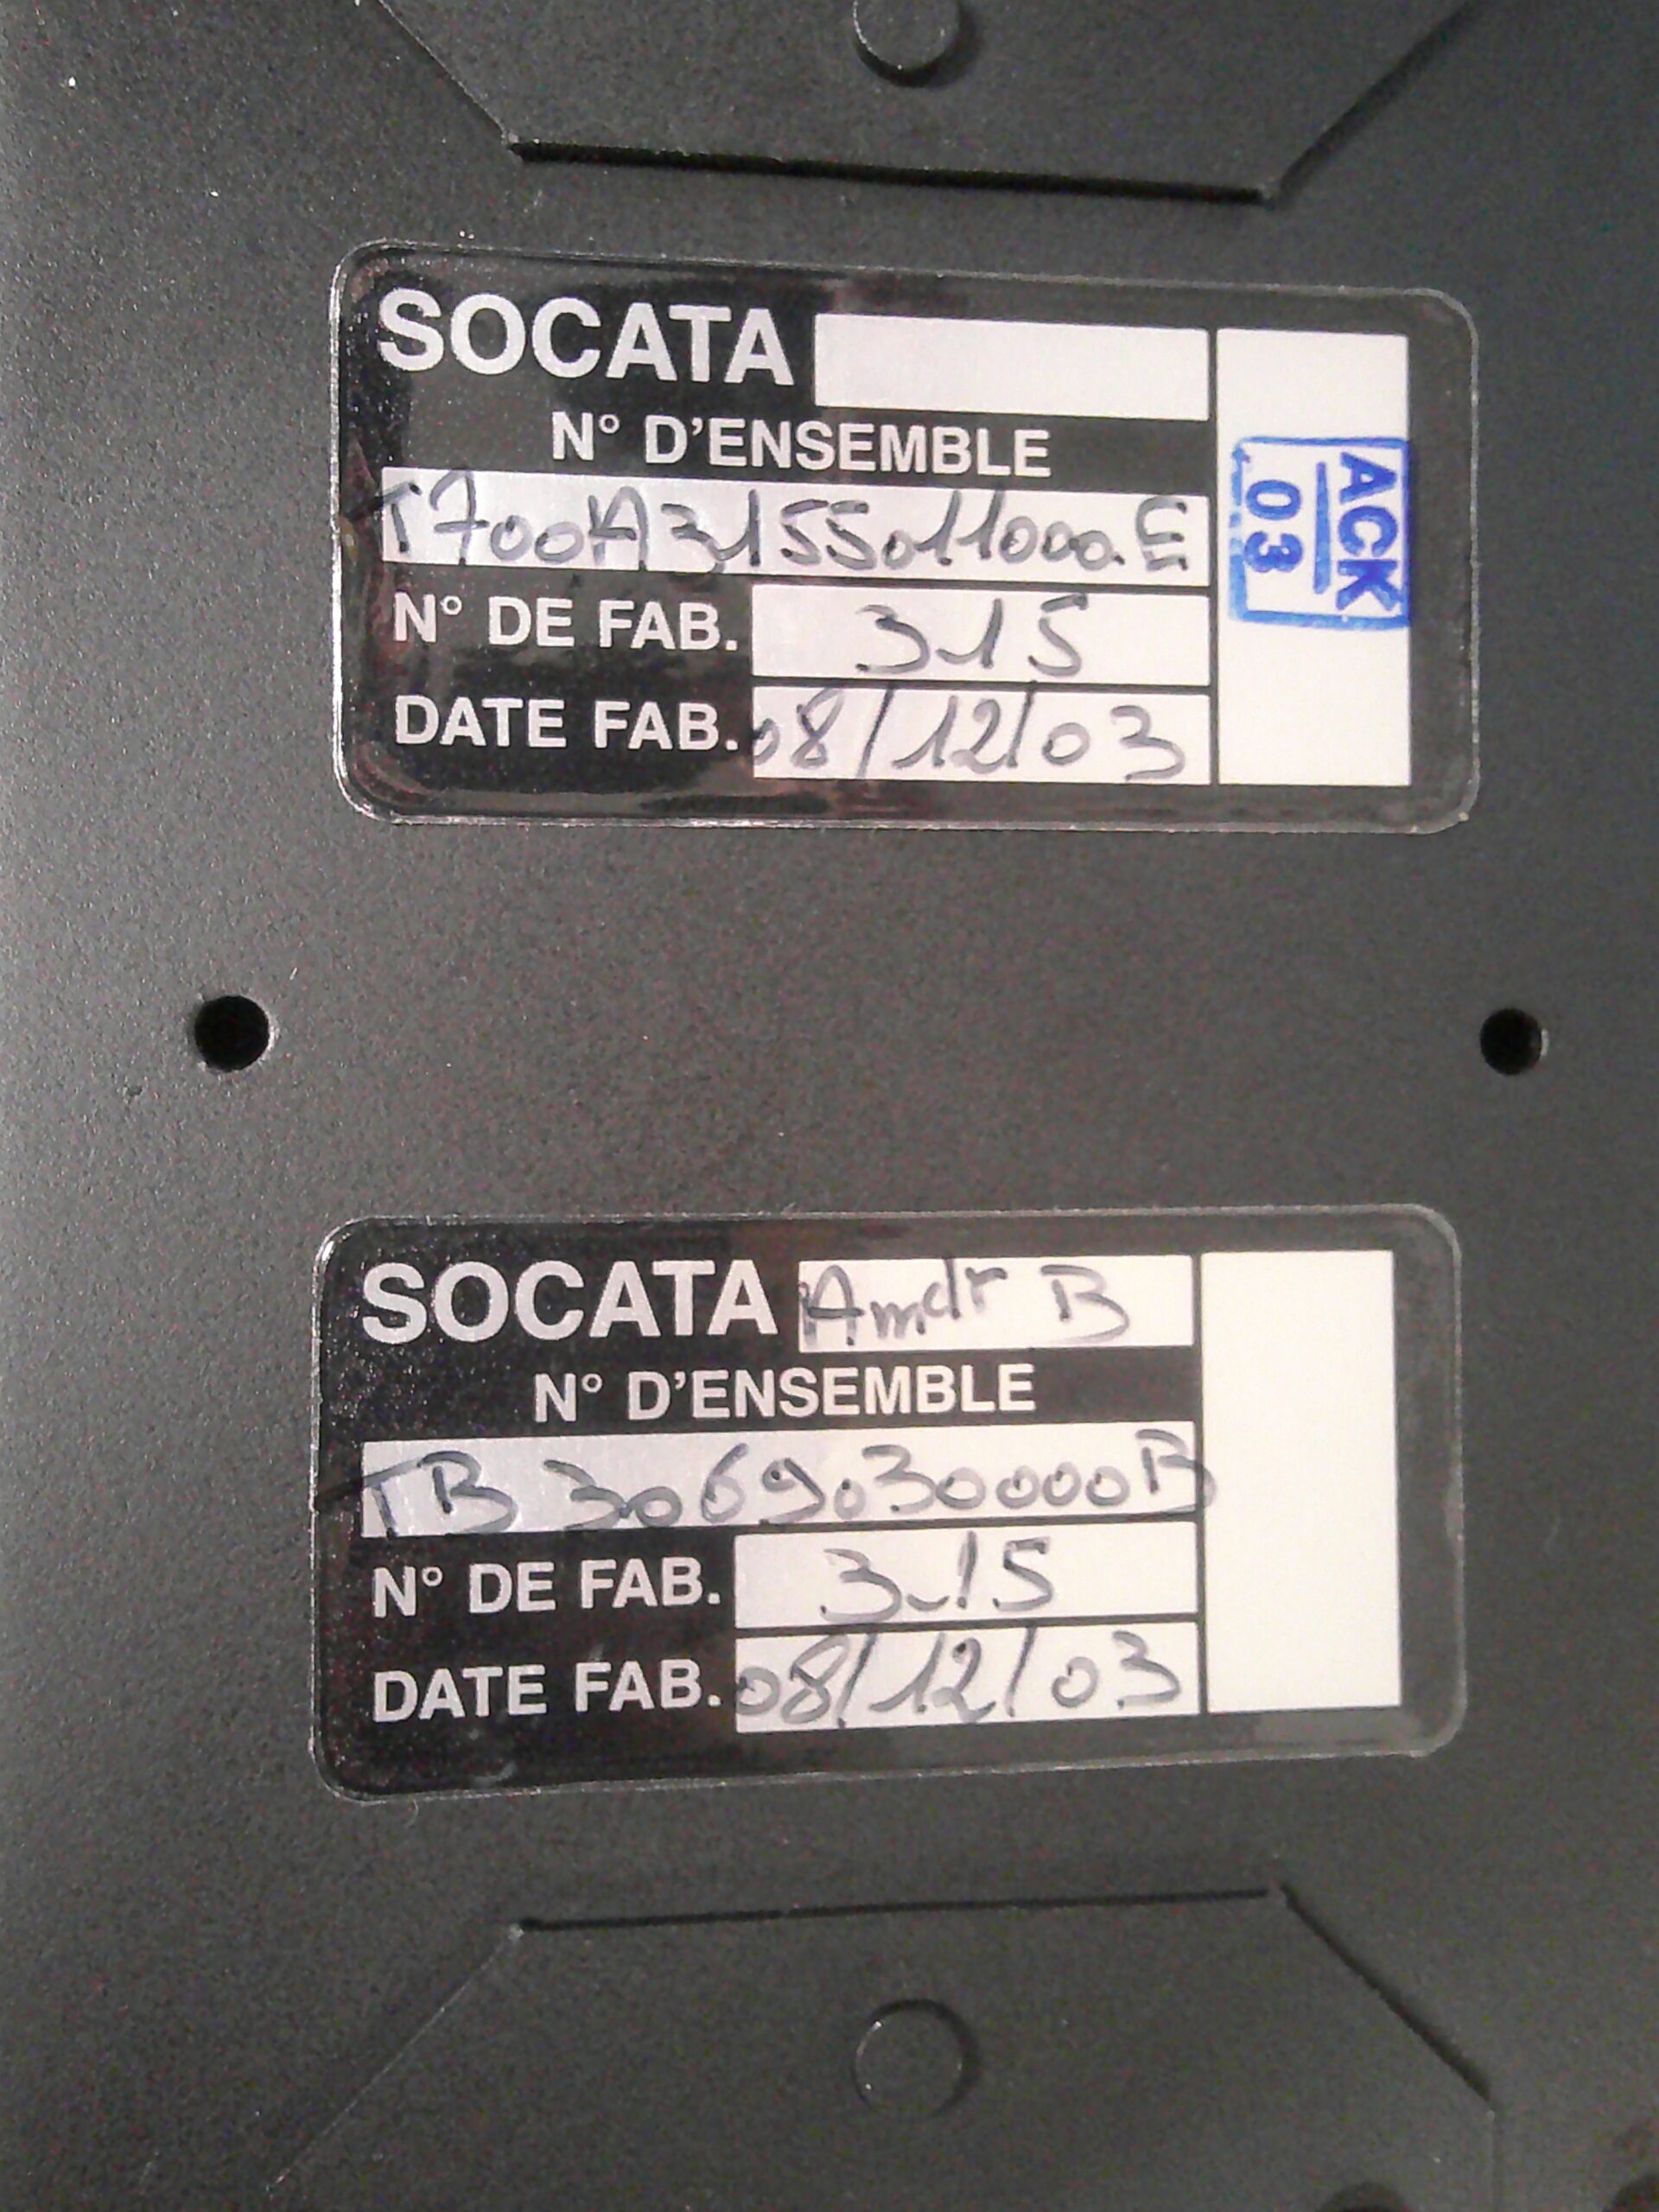 SOCATA
N° D'ENSEMBLE
T700A3155011000E
N° DE FAB. 315
DATE FAB. 08/12/03
ACK
03
SOCATA Amdt B
N° D'ENSEMBLE
TB3069030000B
N° DE FAB. 315
DATE FAB. 08/12/03